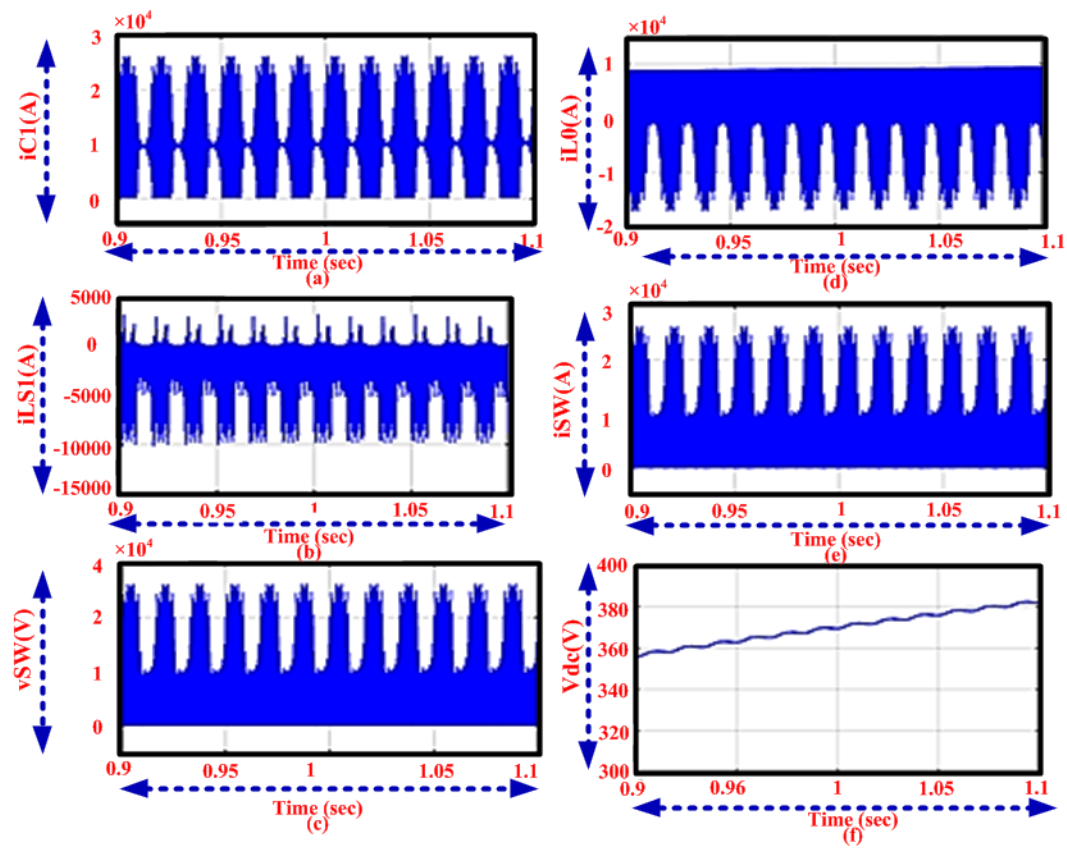 ×10⁴
3
2
1
0
iC1(A)
0.9 0.95 1 1.05 1.1
Time (sec)
(a)
×10⁴
1
0
-1
-2
iL0(A)
0.9 0.95 1 1.05 1.1
Time (sec)
(d)
5000
0
-5000
-10000
-15000
iLS1(A)
0.9 0.95 1 1.05 1.1
Time (sec)
(b)
×10⁴
3
2
1
0
iSW(A)
0.9 0.95 1 1.05 1.1
Time (sec)
(e)
×10⁴
4
2
1
0
vSW(V)
0.9 0.95 1 1.05 1.1
Time (sec)
(c)
400
380
360
340
320
300
Vdc(V)
0.9 0.96 1 1.05 1.1
Time (sec)
(f)